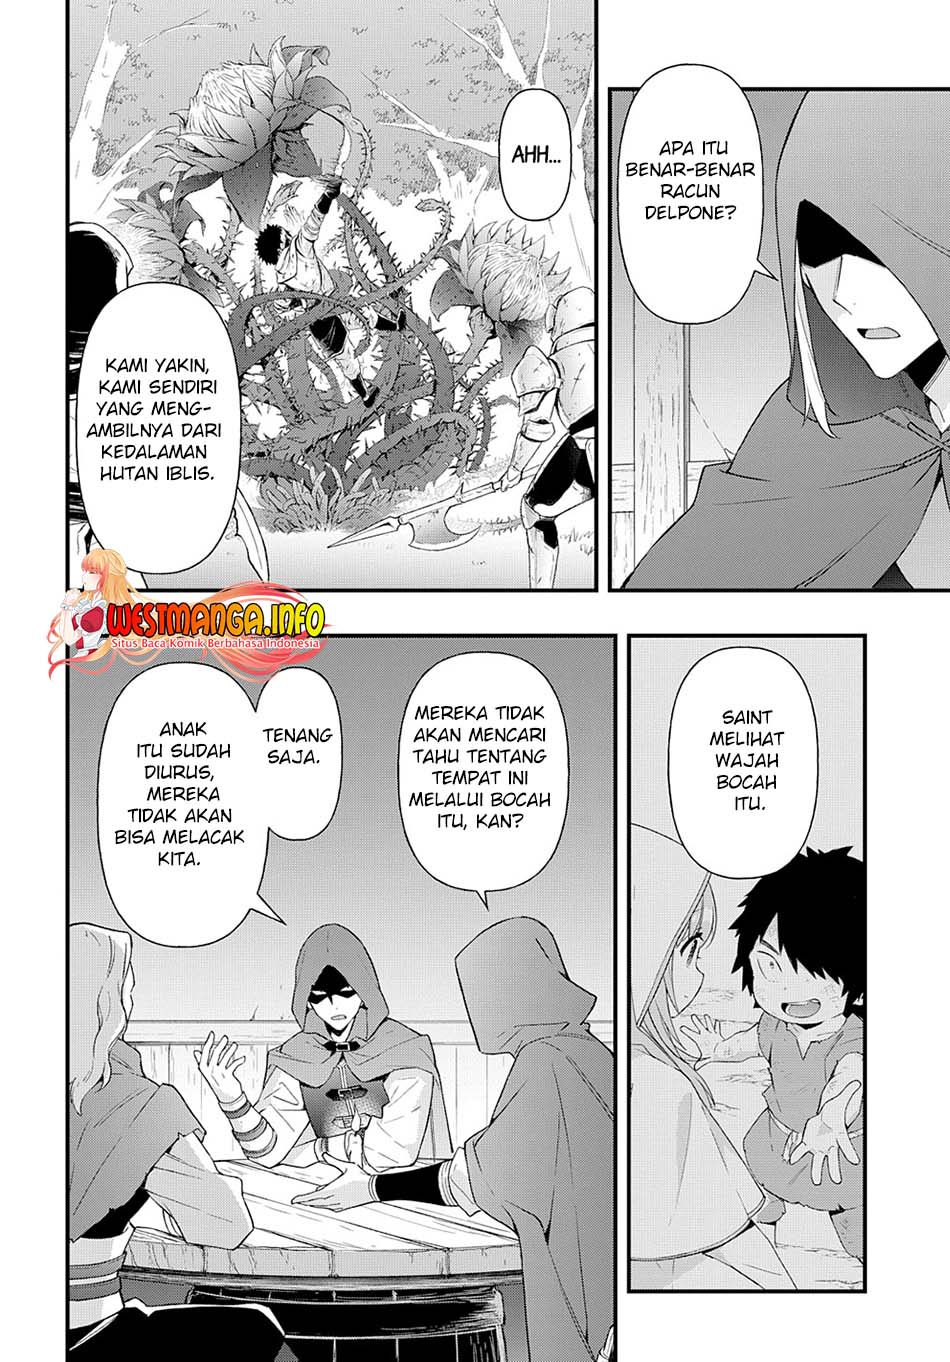 APA ITU
BENAR-BENAR
RACUN
DELPONE?
AHH...
KAMI YAKIN,
KAMI SENDIRI
YANG MENG-
AMBILNYA DARI
KEDALAMAN
HUTAN IBLIS.
WESTMANGA.INFO
Situs Baca Komik Berbahasa Indonesia
SAINT
MELIHAT
WAJAH
BOCAH
ITU.
MEREKA TIDAK
AKAN MENCARI
TAHU TENTANG
TEMPAT INI
MELALUI BOCAH
ITU, KAN?
TENANG
SAJA.
ANAK
ITU SUDAH
DIURUS,
MEREKA
TIDAK AKAN
BISA MELACAK
KITA.